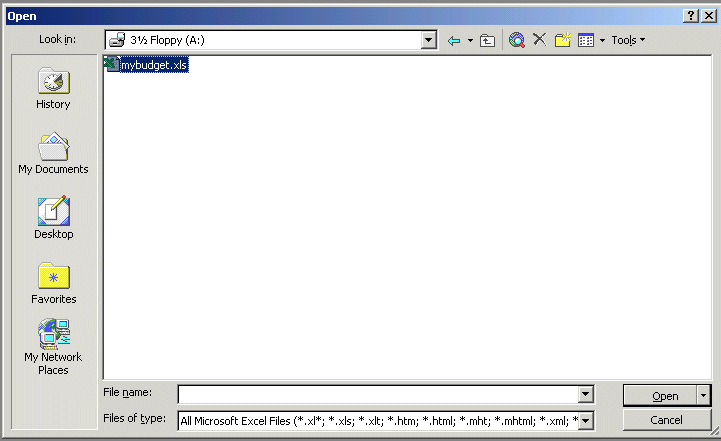 Open
Look in: 3½ Floppy (A:) Tools
mybudget.xls
History
My Documents
Desktop
Favorites
My Network
Places
File name: Open
Files of type: All Microsoft Excel Files (*.xl*; *.xls; *.xlt; *.htm; *.html; *.mht; *.mhtml; *.xml; * Cancel